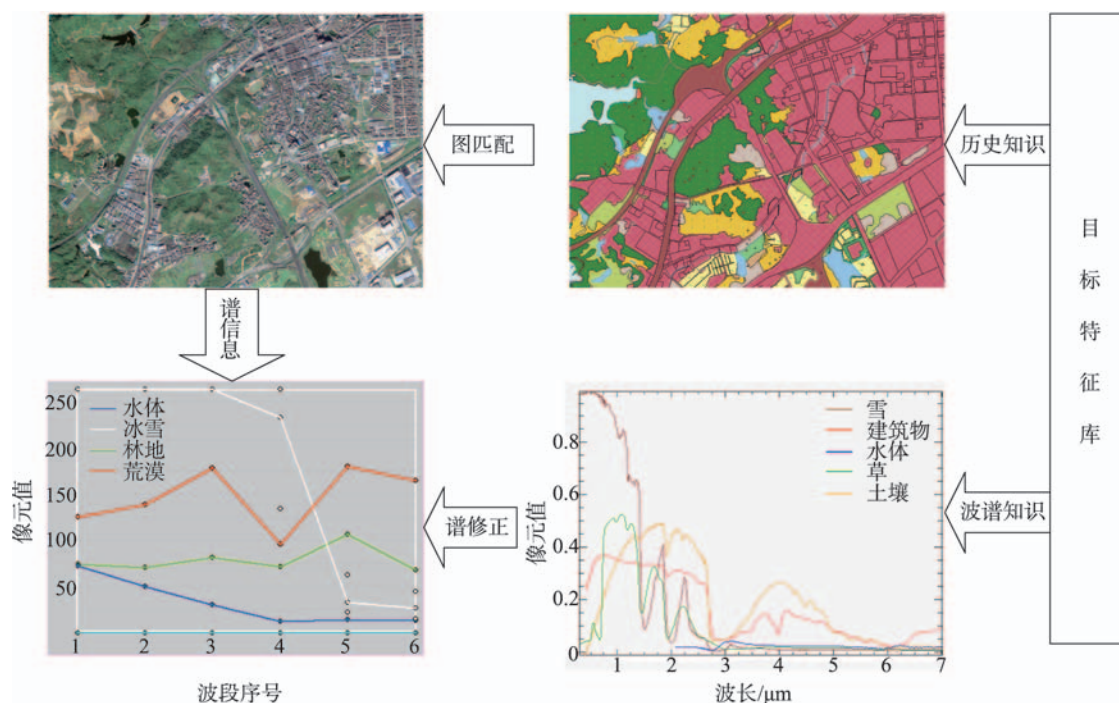 图匹配
历史知识
目标特征库
谱信息
250
200
150
100
50
水体
冰雪
林地
荒漠
像元值
1 2 3 4 5 6
波段序号
谱修正
0.8
0.6
0.4
0.2
0
雪
建筑物
水体
草
土壤
像元值
1 2 3 4 5 6 7
波长/μm
波谱知识